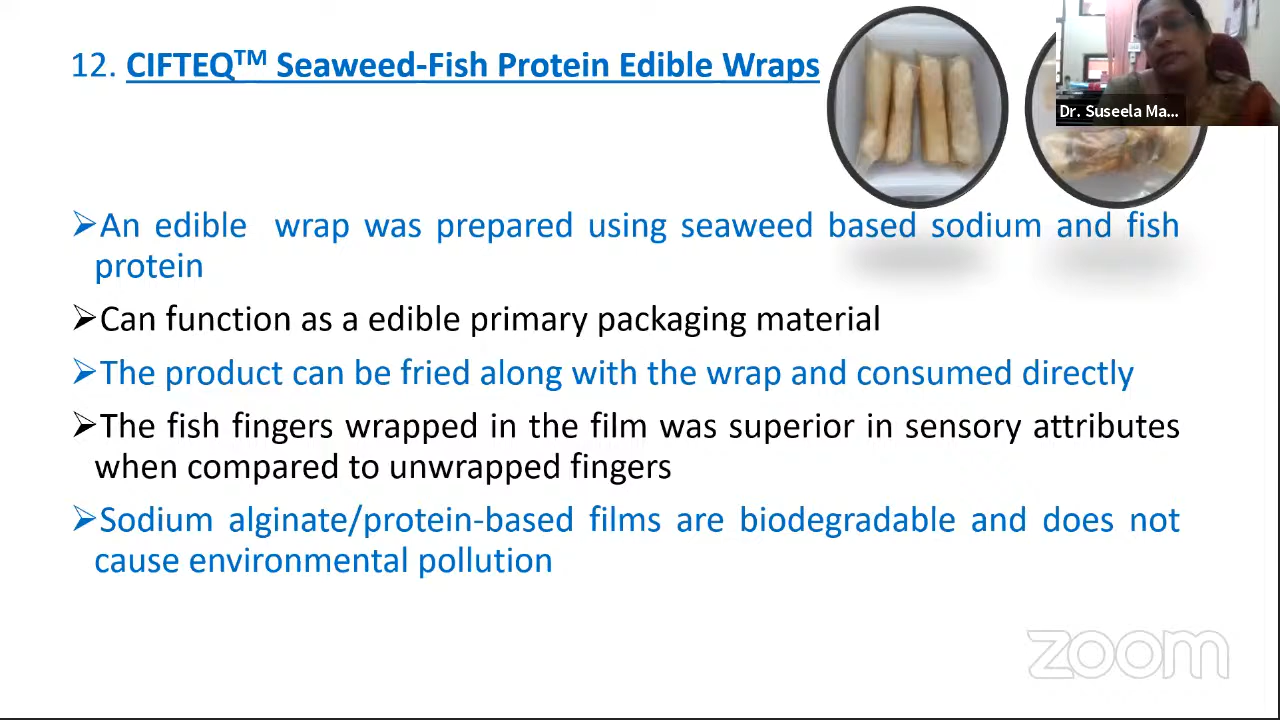 12. CIFTEQTM Seaweed-Fish Protein Edible Wraps
Dr. Suseela Ma...
➢An edible wrap was prepared using seaweed based sodium and fish
protein
➢Can function as a edible primary packaging material
➢The product can be fried along with the wrap and consumed directly
➢The fish fingers wrapped in the film was superior in sensory attributes
when compared to unwrapped fingers
➢Sodium alginate/protein-based films are biodegradable and does not
cause environmental pollution
zoom